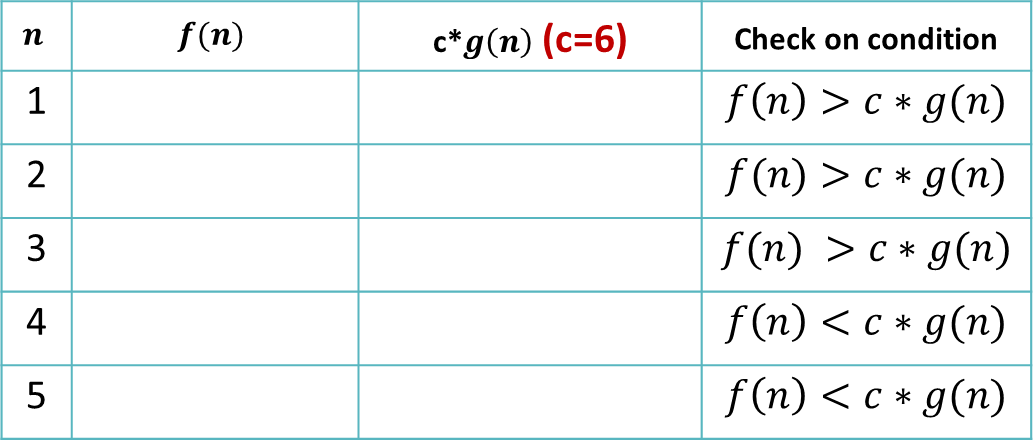 n f(n) c*g(n) (c=6) Check on condition
1 f(n) > c * g(n)
2 f(n) > c * g(n)
3 f(n) > c * g(n)
4 f(n) < c * g(n)
5 f(n) < c * g(n)